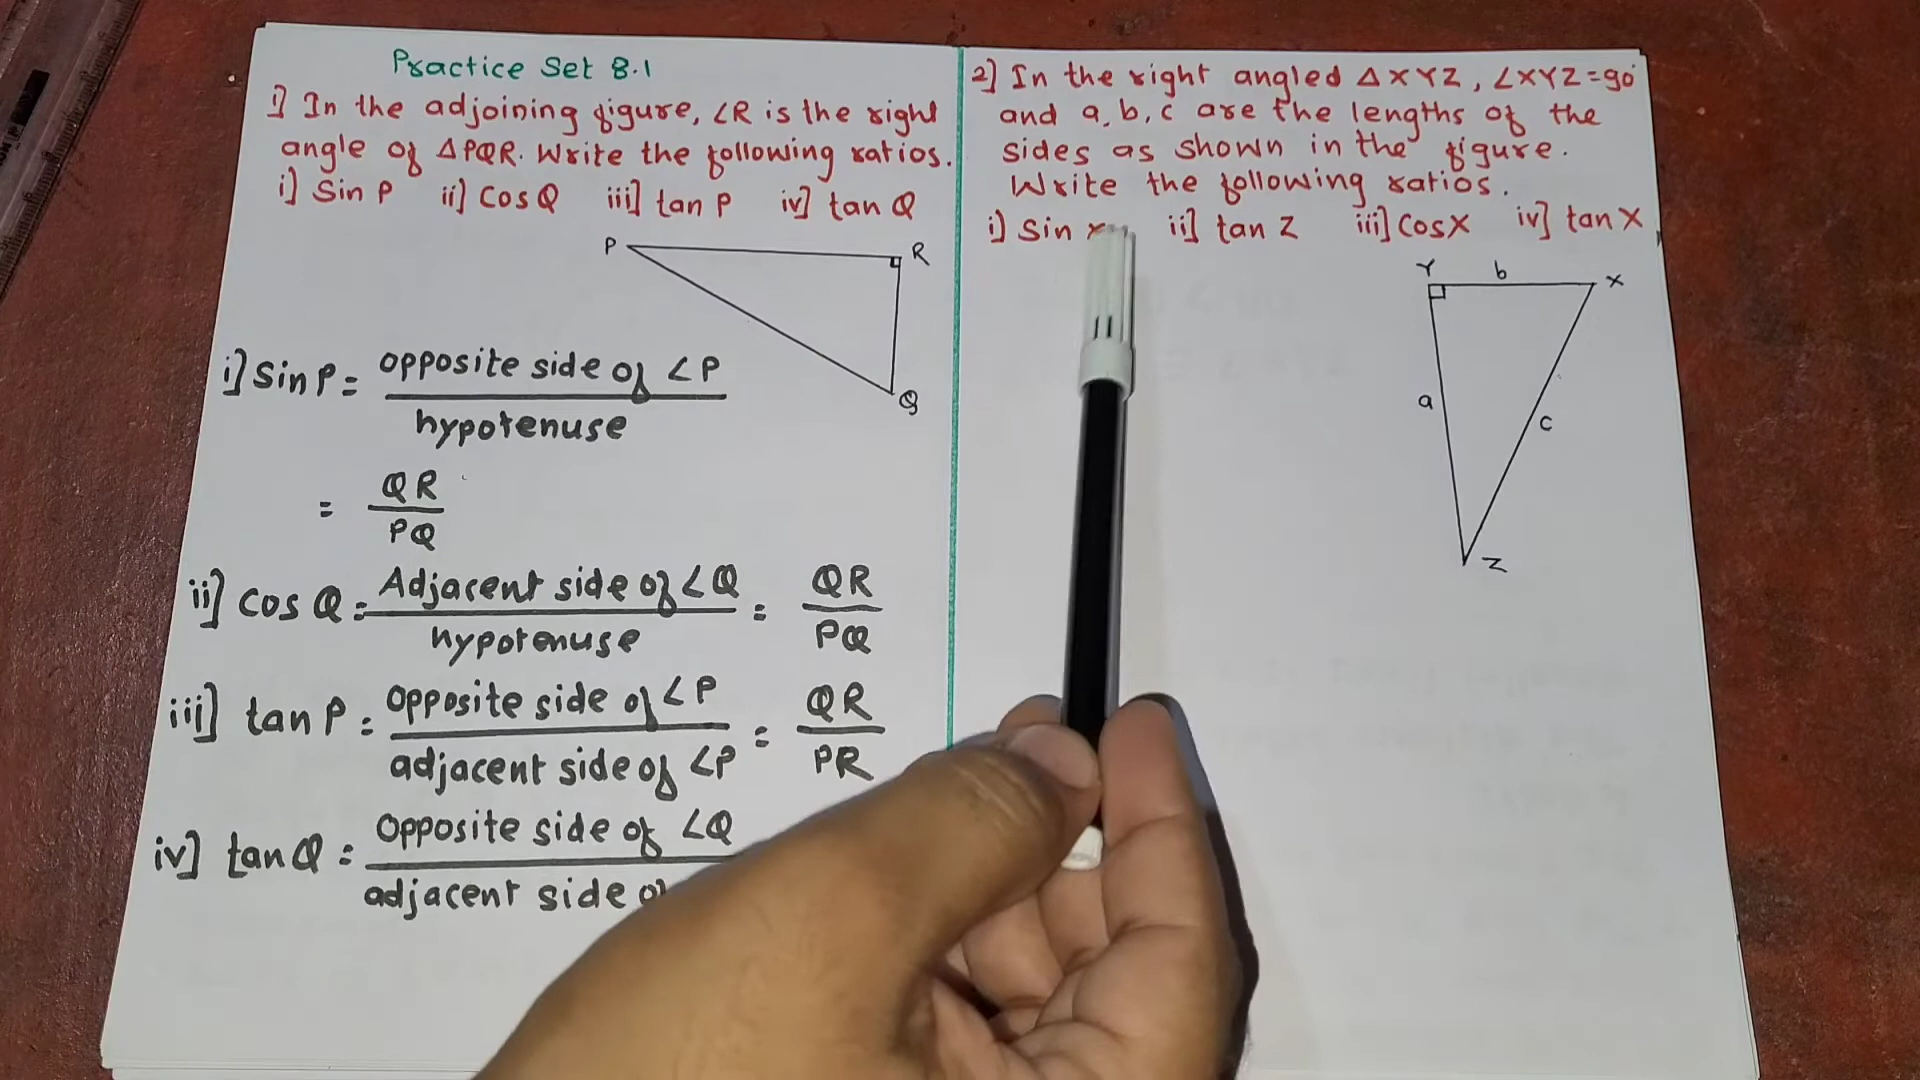 Practice Set 8.1
1] In the adjoining figure, ∠R is the right
angle of ΔPQR. Write the following ratios.
i] Sin P ii] Cos Q iii] tan P iv] tan Q
P
R
Q
i] Sin P = opposite side of ∠P
hypotenuse
= QR
PQ
ii] cos Q = Adjacent side of ∠Q = QR
hypotenuse PQ
iii] tan P = opposite side of ∠P = QR
adjacent side of ∠P PR
iv] tan Q = Opposite side of ∠Q
adjacent side
2] In the right angled ΔXYZ, ∠XYZ=90°
and a, b, c are the lengths of the
sides as shown in the figure.
Write the following ratios.
i] Sin x ii] tan Z iii] Cos X iv] tan X
Y b X
a
c
Z